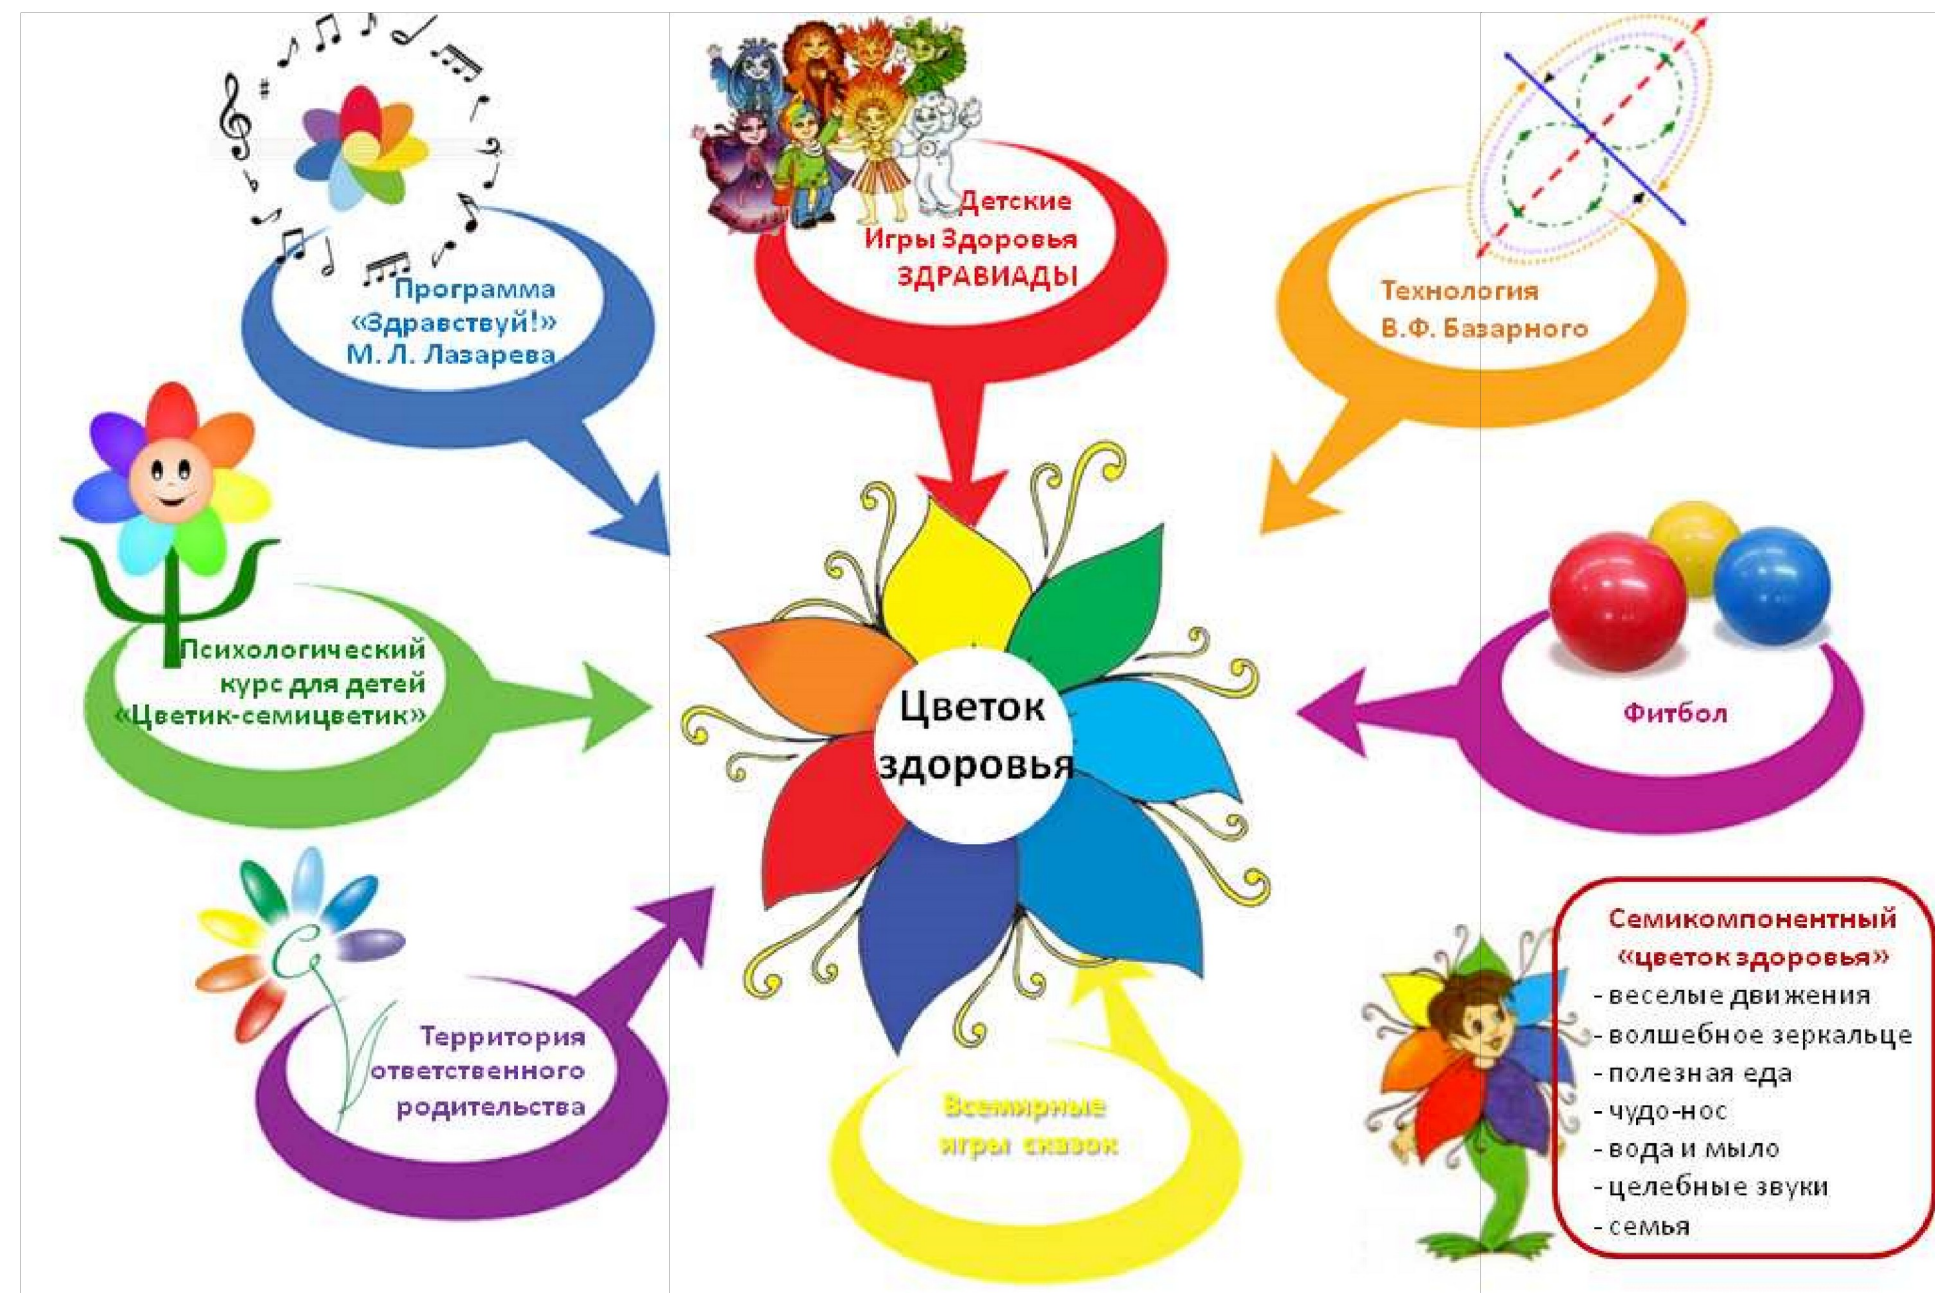 Программа
«Здравствуй!»
М. Л. Лазарева
Детские
Игры Здоровья
ЗДРАВИАДЫ
Технология
В.Ф. Базарного
Психологический
курс для детей
«Цветик-семицветик»
Цветок
здоровья
Фитбол
Территория
ответственного
родительства
Всемирные
игры сказок
Семикомпонентный
«цветок здоровья»
- веселые движения
- волшебное зеркальце
- полезная еда
- чудо-нос
- вода и мыло
- целебные звуки
- семья